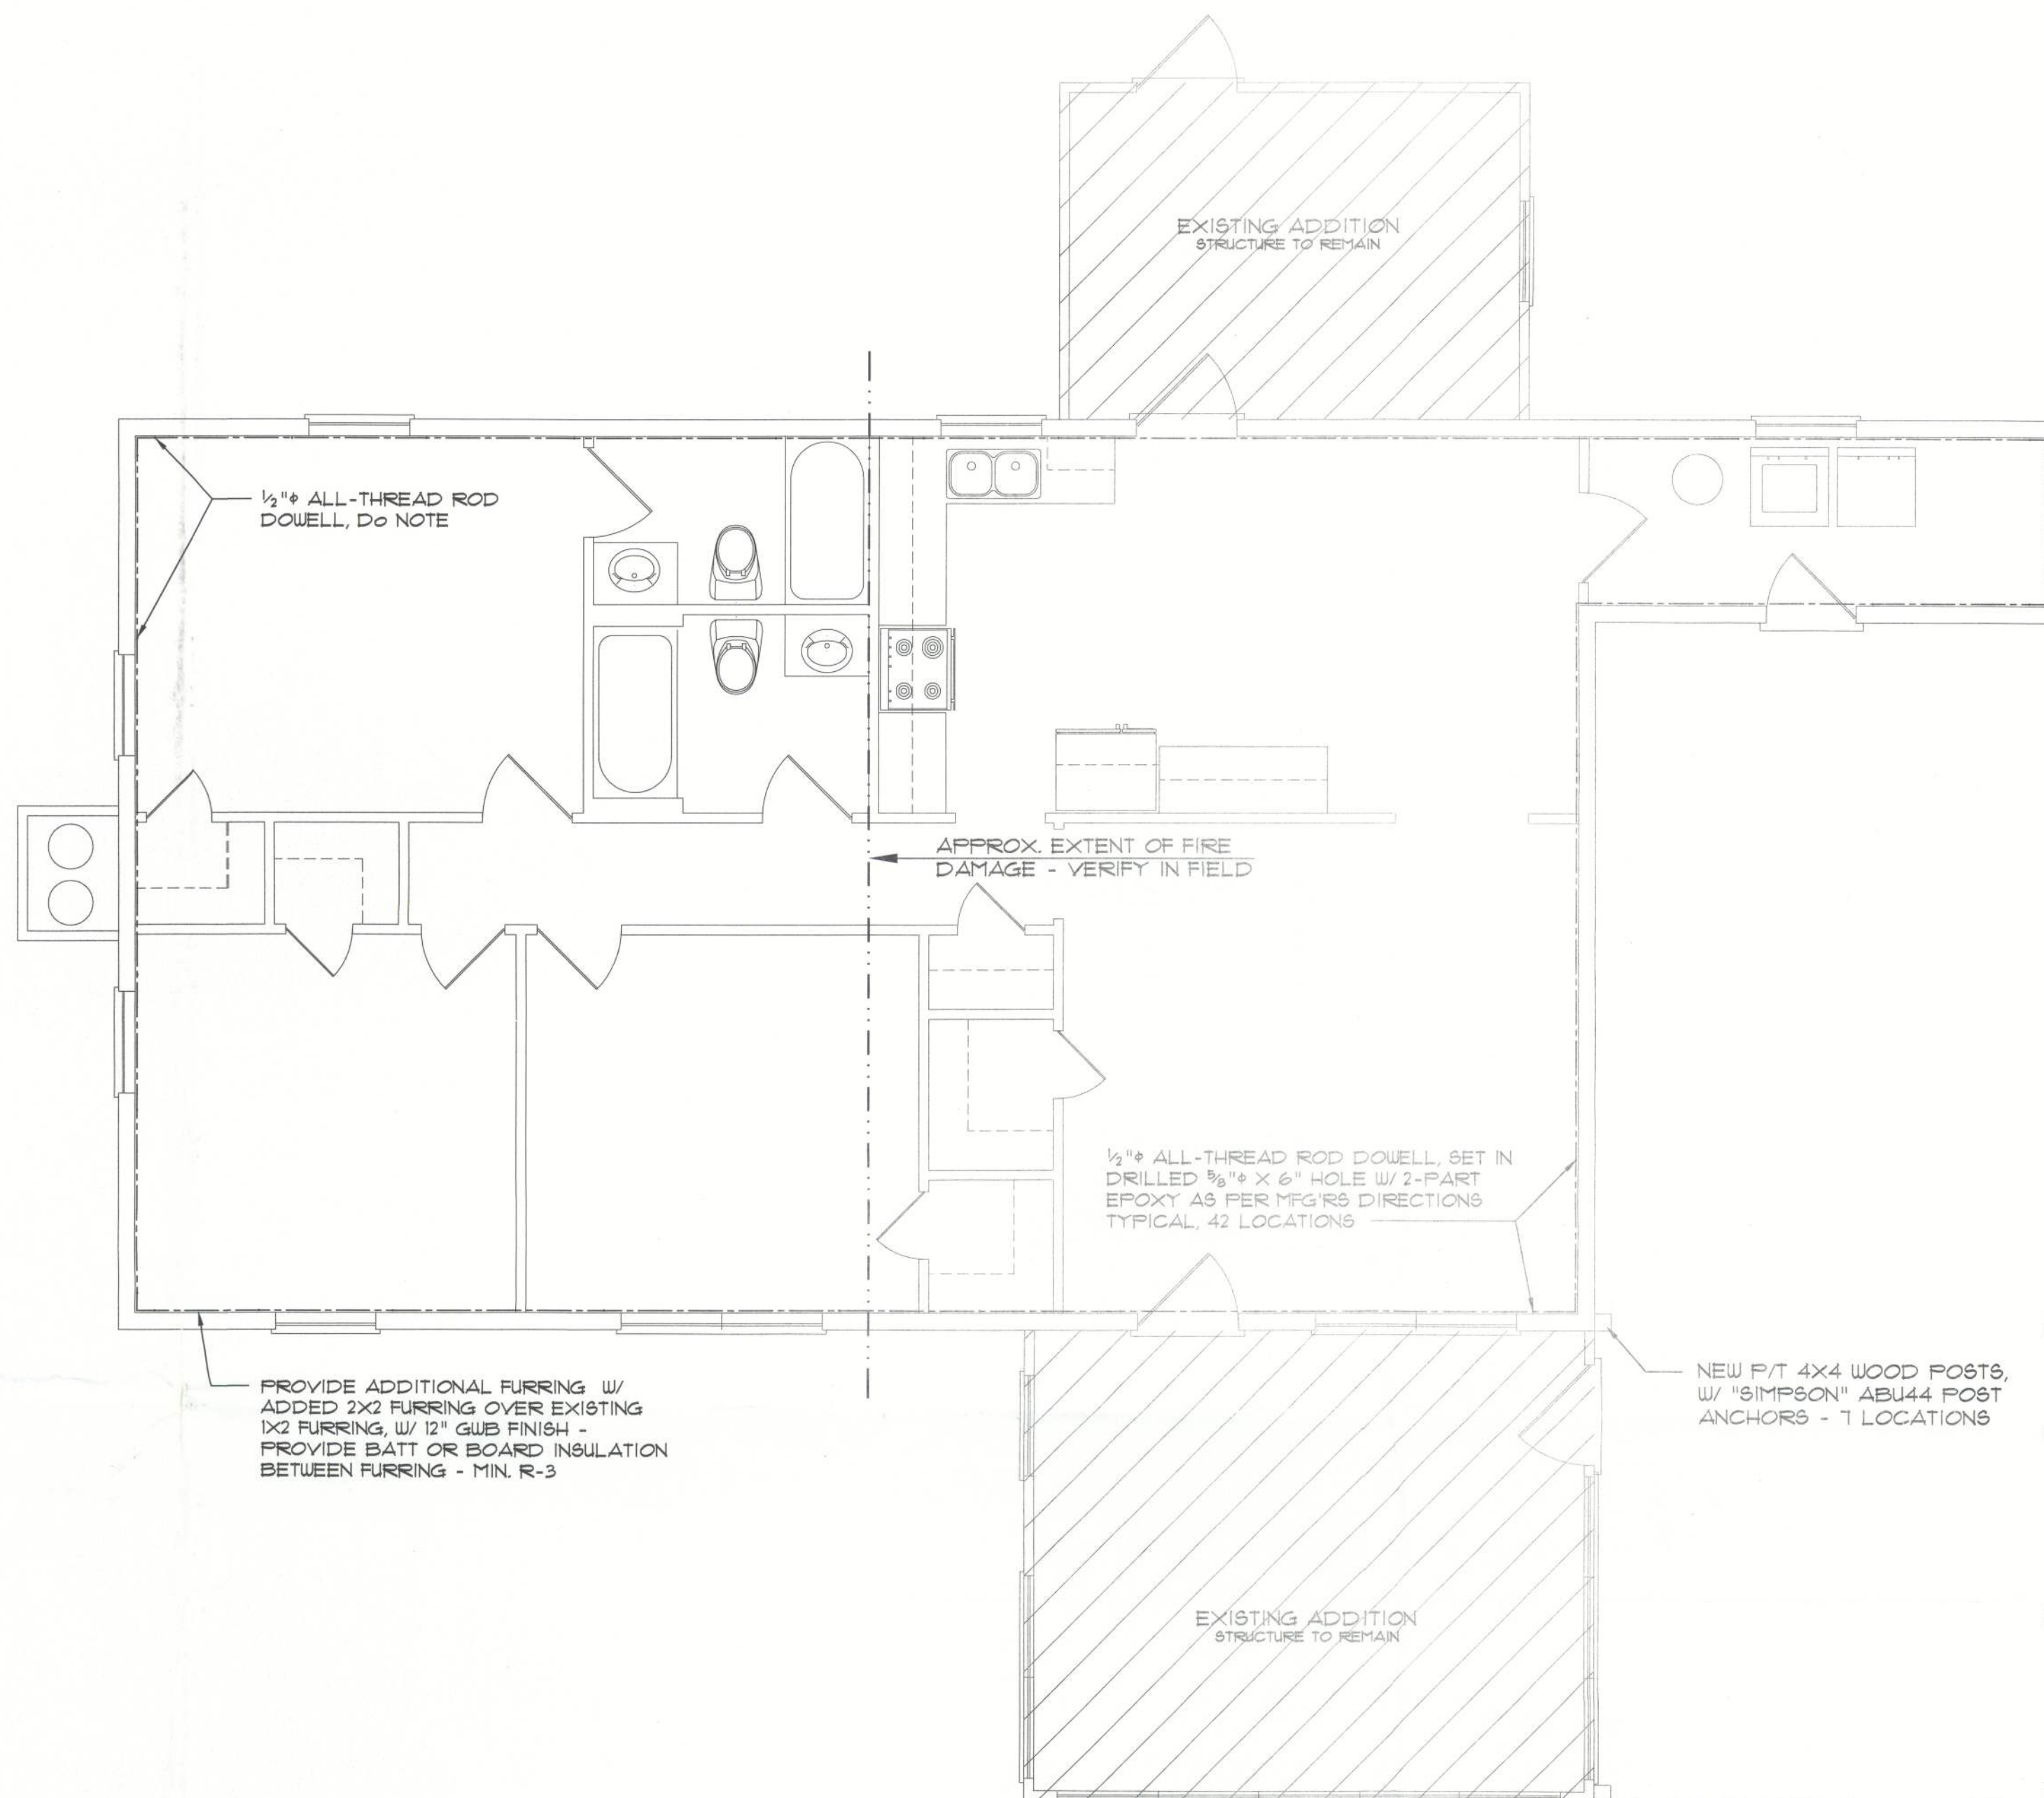 EXISTING ADDITION
STRUCTURE TO REMAIN
½"ϕ ALL-THREAD ROD
DOWELL, DO NOTE
APPROX. EXTENT OF FIRE
DAMAGE - VERIFY IN FIELD
½"ϕ ALL-THREAD ROD DOWELL, SET IN
DRILLED ⅝"ϕ X 6" HOLE W/ 2-PART
EPOXY AS PER MFG'RS DIRECTIONS
TYPICAL, 42 LOCATIONS
PROVIDE ADDITIONAL FURRING W/
ADDED 2X2 FURRING OVER EXISTING
1X2 FURRING, W/ 12" GWB FINISH -
PROVIDE BATT OR BOARD INSULATION
BETWEEN FURRING - MIN. R-3
NEW P/T 4X4 WOOD POSTS,
W/ "SIMPSON" ABU44 POST
ANCHORS - 7 LOCATIONS
EXISTING ADDITION
STRUCTURE TO REMAIN